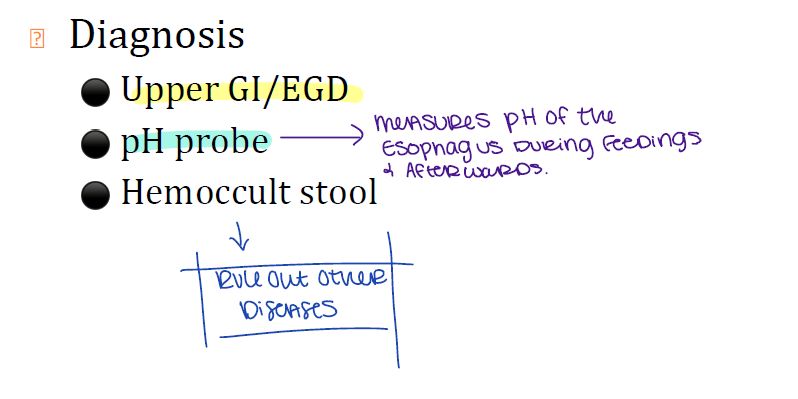 Diagnosis
Upper GI/EGD
pH probe
measures pH of the
Esophagus During Feedings
& Afterwards.
Hemoccult stool
Rule out other
Diseases